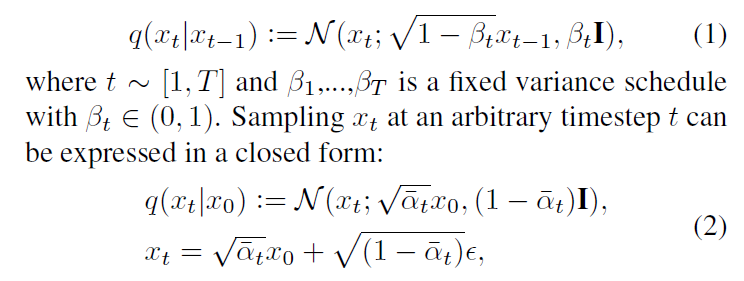 q(x_t|x_{t−1}) := 𝒩(x_t; √(1 − β_t)x_{t−1}, β_t𝐈), (1)
where t ∼ [1, T] and β_1,...,β_T is a fixed variance schedule
with β_t ∈ (0, 1). Sampling x_t at an arbitrary timestep t can
be expressed in a closed form:
q(x_t|x_0) := 𝒩(x_t; √ᾱ_t x_0, (1 − ᾱ_t)𝐈),
x_t = √ᾱ_t x_0 + √(1 − ᾱ_t)ϵ, (2)